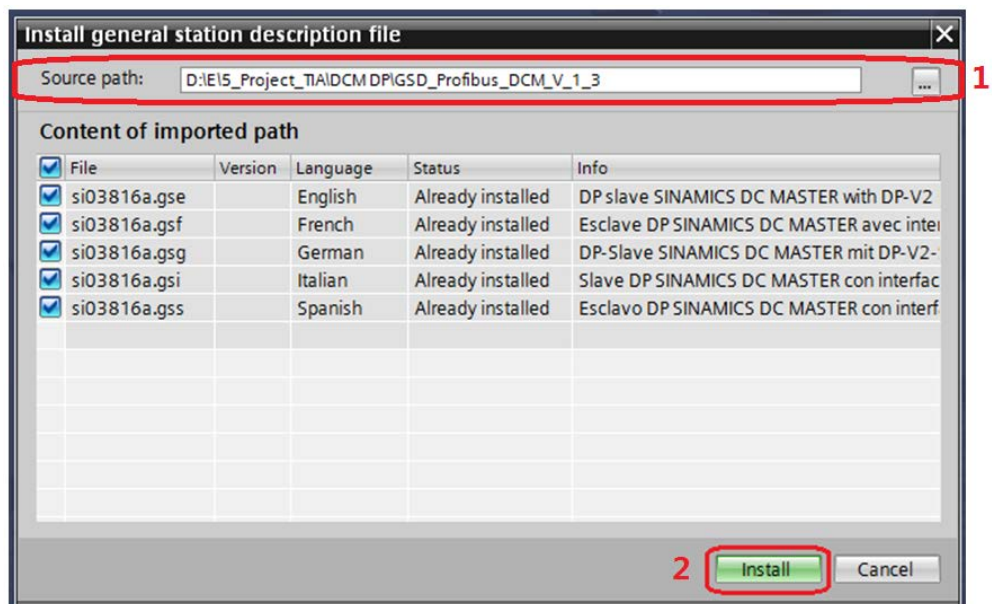 Install general station description file
Source path: D:\E\5_Project_TIA\DCM DP\GSD_Profibus_DCM_V_1_3 ... 1
Content of imported path
File Version Language Status Info
si03816a.gse English Already installed DP slave SINAMICS DC MASTER with DP-V2
si03816a.gsf French Already installed Esclave DP SINAMICS DC MASTER avec inter
si03816a.gsg German Already installed DP-Slave SINAMICS DC MASTER mit DP-V2-
si03816a.gsi Italian Already installed Slave DP SINAMICS DC MASTER con interfac
si03816a.gss Spanish Already installed Esclavo DP SINAMICS DC MASTER con interf
2 Install Cancel